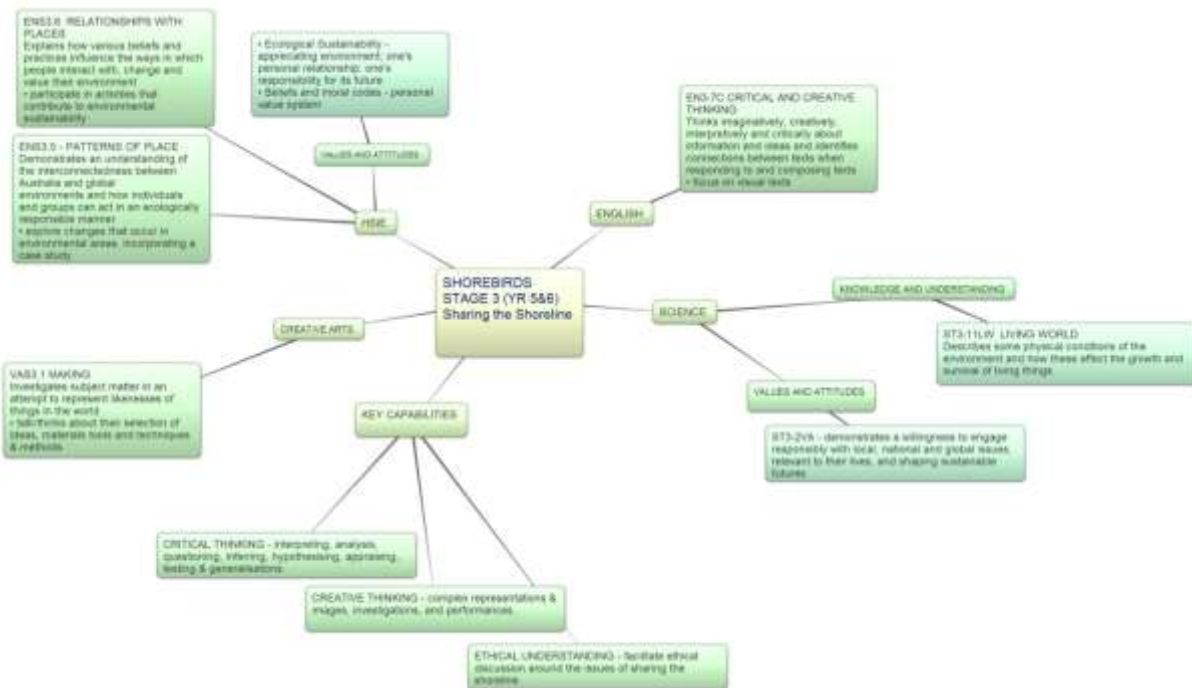 ENS3.6 RELATIONSHIPS WITH
PLACES
Explains how various beliefs and
practices influence the ways in which
people interact with, change and
value their environment
• participate in activities that
contribute to environmental
sustainability
• Ecological Sustainability -
appreciating environment; one's
personal relationship; one's
responsibility for its future
• Beliefs and moral codes - personal
value system
EN3-7C CRITICAL AND CREATIVE
THINKING
Thinks imaginatively, creatively,
interpretively and critically about
information and ideas and identifies
connections between texts when
responding to and composing texts
• focus on visual texts
ENS3.5 - PATTERNS OF PLACE
Demonstrates an understanding of
the interconnectedness between
Australia and global
environments and how individuals
and groups can act in an ecologically
responsible manner
• explore changes that occur in
environmental areas, incorporating a
case study
VALUES AND ATTITUDES
HSIE
ENGLISH
SHOREBIRDS
STAGE 3 (YR 5&6)
Sharing the Shoreline
KNOWLEDGE AND UNDERSTANDING
SCIENCE
CREATIVE ARTS
ST3-11LW LIVING WORLD
Describes some physical conditions of the
environment and how these effect the growth and
survival of living things
VAS3.1 MAKING
Investigates subject matter in an
attempt to represent likenesses of
things in the world
• talk/thinks about their selection of
ideas, materials tools and techniques
& methods
VALUES AND ATTITUDES
KEY CAPABILITIES
ST3-2VA - demonstrates a willingness to engage
responsibly with local, national and global issues
relevant to their lives, and shaping sustainable
futures
CRITICAL THINKING - interpreting, analysis,
questioning, inferring, hypothesising, appraising,
testing & generalisations
CREATIVE THINKING - complex representations &
images, investigations, and performances
ETHICAL UNDERSTANDING - facilitate ethical
discussion around the issues of sharing the
shoreline